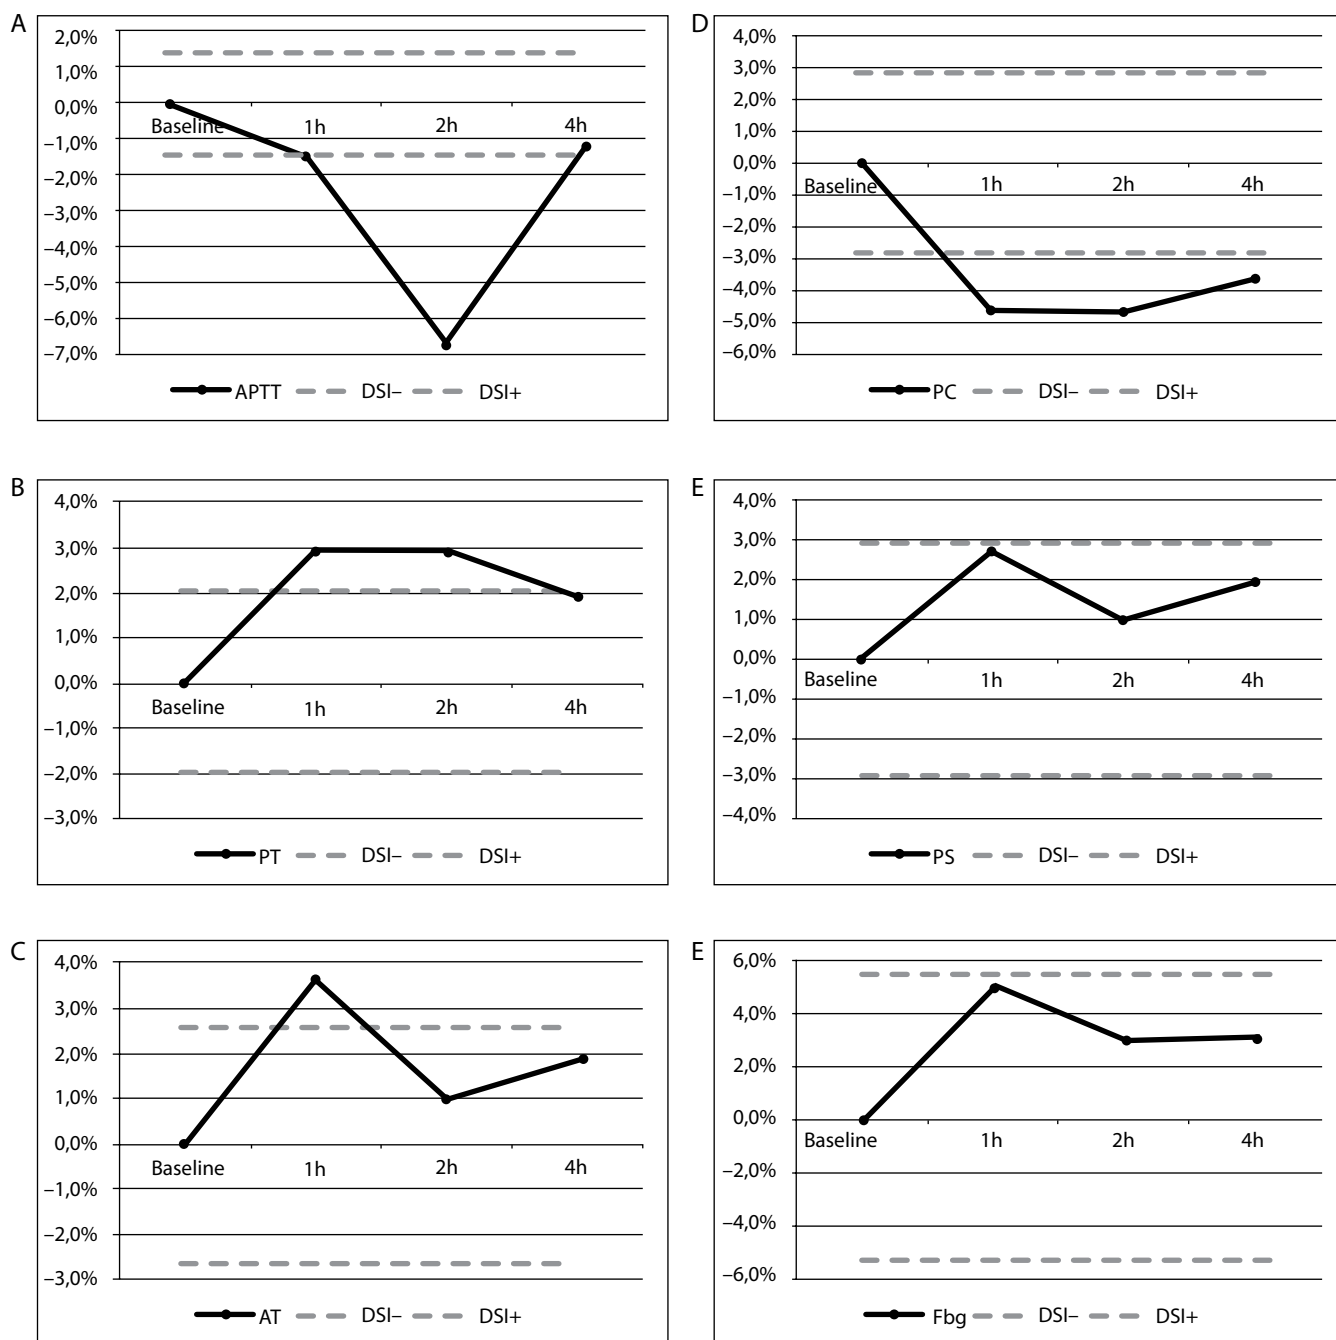 A
2,0%
1,0%
0,0%
−1,0%
−2,0%
−3,0%
−4,0%
−5,0%
−6,0%
−7,0%
Baseline 1h 2h 4h
APTT DSI− DSI+
D
4,0%
3,0%
2,0%
1,0%
0,0%
−1,0%
−2,0%
−3,0%
−4,0%
−5,0%
−6,0%
Baseline 1h 2h 4h
PC DSI− DSI+
B
4,0%
3,0%
2,0%
1,0%
0,0%
−1,0%
−2,0%
−3,0%
Baseline 1h 2h 4h
PT DSI− DSI+
E
4,0%
3,0%
2,0%
1,0%
0,0%
−1,0%
−2,0%
−3,0%
−4,0%
Baseline 1h 2h 4h
PS DSI− DSI+
C
4,0%
3,0%
2,0%
1,0%
0,0%
−1,0%
−2,0%
−3,0%
Baseline 1h 2h 4h
AT DSI− DSI+
E
6,0%
4,0%
2,0%
0,0%
−2,0%
−4,0%
−6,0%
Baseline 1h 2h 4h
Fbg DSI− DSI+